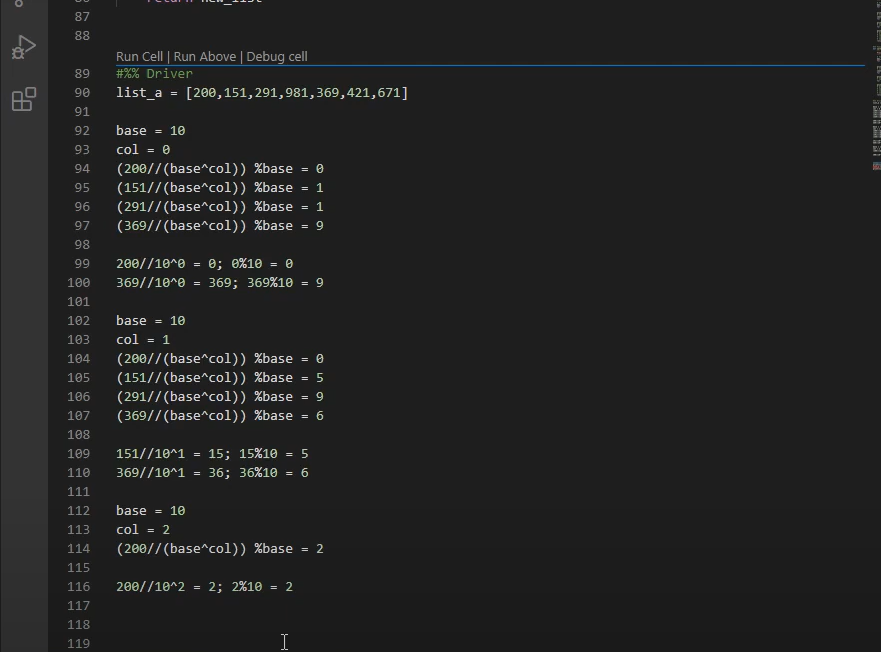 86 return new_list
87
88
Run Cell | Run Above | Debug cell
89 #%% Driver
90 list_a = [200,151,291,981,369,421,671]
91
92 base = 10
93 col = 0
94 (200//(base^col)) %base = 0
95 (151//(base^col)) %base = 1
96 (291//(base^col)) %base = 1
97 (369//(base^col)) %base = 9
98
99 200//10^0 = 0; 0%10 = 0
100 369//10^0 = 369; 369%10 = 9
101
102 base = 10
103 col = 1
104 (200//(base^col)) %base = 0
105 (151//(base^col)) %base = 5
106 (291//(base^col)) %base = 9
107 (369//(base^col)) %base = 6
108
109 151//10^1 = 15; 15%10 = 5
110 369//10^1 = 36; 36%10 = 6
111
112 base = 10
113 col = 2
114 (200//(base^col)) %base = 2
115
116 200//10^2 = 2; 2%10 = 2
117
118
119